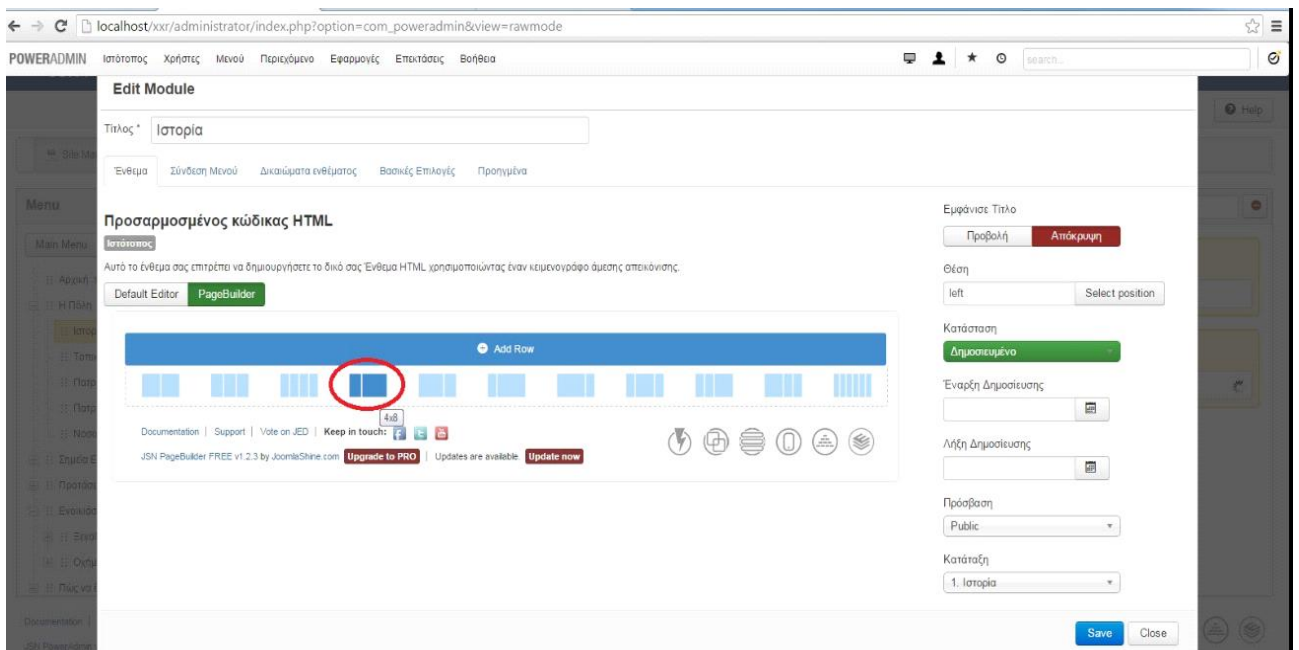 localhost/xxr/administrator/index.php?option=com_poweradmin&view=rawmode
POWERADMIN Ιστότοπος Χρήστες Μενού Περιεχόμενο Εφαρμογές Επεκτάσεις Βοήθεια search...
Edit Module
Help
Τίτλος * Ιστορία
Site Ma
Ένθεμα Σύνδεση Μενού Δικαιώματα ενθέματος Βασικές Επιλογές Προηγμένα
Menu
Προσαρμοσμένος κώδικας HTML
Ιστότοπος
Main Menu
Αυτό το ένθεμα σας επιτρέπει να δημιουργήσετε το δικό σας Ένθεμα HTML χρησιμοποιώντας έναν κειμενογράφο άμεσης απεικόνισης.
Default Editor PageBuilder
Add Row
4x8
Documentation | Support | Vote on JED | Keep in touch:
JSN PageBuilder FREE v1.2.3 by JoomlaShine.com Upgrade to PRO | Updates are available Update now
Εμφάνισε Τίτλο
Προβολή Απόκρυψη
Θέση
left Select position
Κατάσταση
Δημοσιευμένο
Έναρξη Δημοσίευσης
Λήξη Δημοσίευσης
Πρόσβαση
Public
Κατάταξη
1. Ιστορία
Αρχική
Η Πόλη
Ιστορ
Documentation |
Save Close